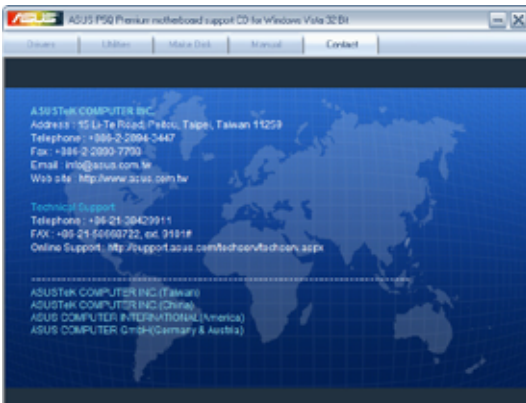 ASUS ASUS P5Q Premium motherboard support CD for Windows Vista 32 Bit
Drivers Utilities Make Disk Manual Contact
ASUSTeK COMPUTER INC.
Address : 15 Li-Te Road, Peitou, Taipei, Taiwan 11259
Telephone : +886-2-2894-3447
Fax : +886-2-2890-7798
Email : info@asus.com.tw
Web site : http://www.asus.com.tw
Technical Support
Telephone : +86-21-38429911
FAX : +86-21-58668722, ext. 9101#
Online Support : http://support.asus.com/techserv/techserv.aspx
ASUSTeK COMPUTER INC.(Taiwan)
ASUSTeK COMPUTER INC.(China)
ASUS COMPUTER INTERNATIONAL(America)
ASUS COMPUTER GmbH(Germany & Austria)